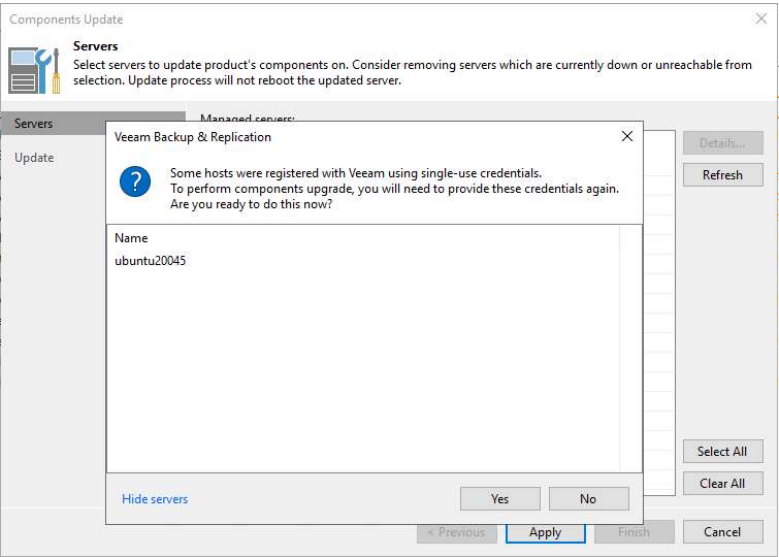 Components Update
Servers
Select servers to update product's components on. Consider removing servers which are currently down or unreachable from
selection. Update process will not reboot the updated server.
Servers
Update
Managed servers:
Details...
Refresh
Veeam Backup & Replication
Some hosts were registered with Veeam using single-use credentials.
To perform components upgrade, you will need to provide these credentials again.
Are you ready to do this now?
Name
ubuntu20045
Hide servers
Yes
No
Select All
Clear All
< Previous
Apply
Finish
Cancel